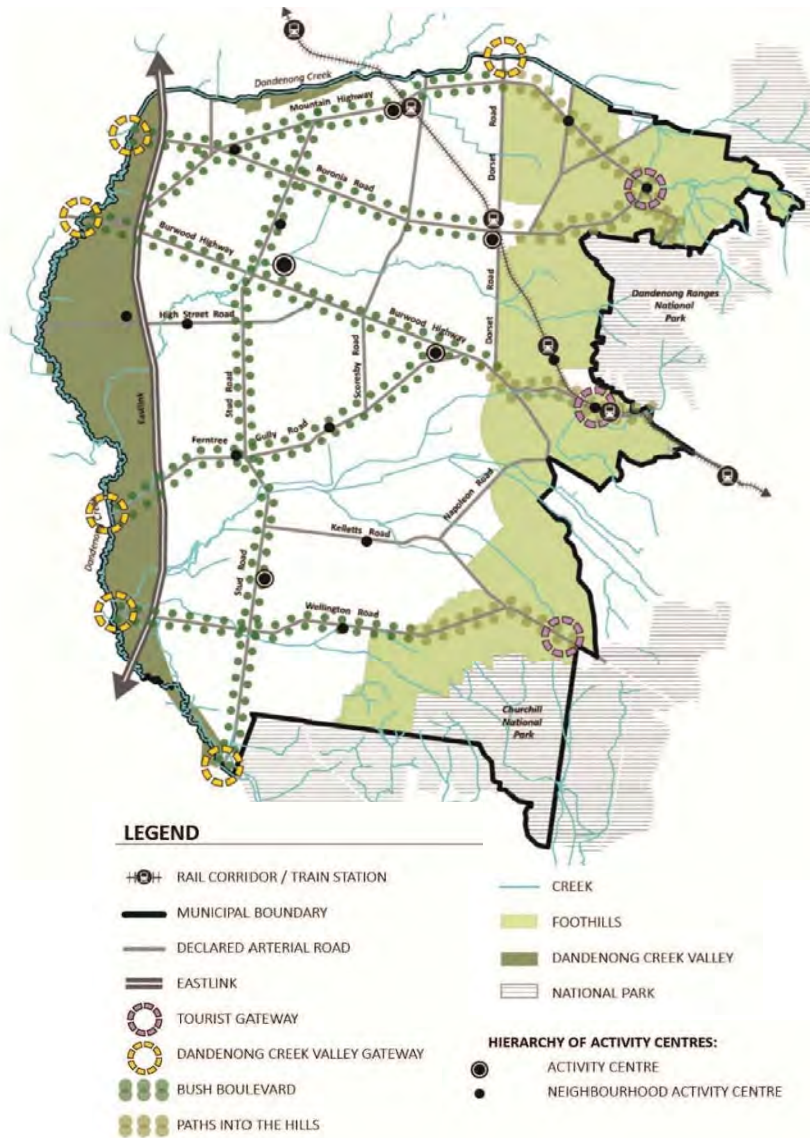 Dandenong Creek
Mountain Highway
Dorset Road
Boronia Road
Burwood Highway
Dandenong Ranges
National
Park
High Street Road
Burwood Highway
Dorset Road
Scoresby Road
Stud Road
Eastlink
Ferntree Gully Road
Napoleon Road
Dandenong Creek
Kelletts Road
Stud Road
Wellington Road
Churchill
National
Park
LEGEND
RAIL CORRIDOR / TRAIN STATION
MUNICIPAL BOUNDARY
DECLARED ARTERIAL ROAD
EASTLINK
TOURIST GATEWAY
DANDENONG CREEK VALLEY GATEWAY
BUSH BOULEVARD
PATHS INTO THE HILLS
CREEK
FOOTHILLS
DANDENONG CREEK VALLEY
NATIONAL PARK
HIERARCHY OF ACTIVITY CENTRES:
ACTIVITY CENTRE
NEIGHBOURHOOD ACTIVITY CENTRE